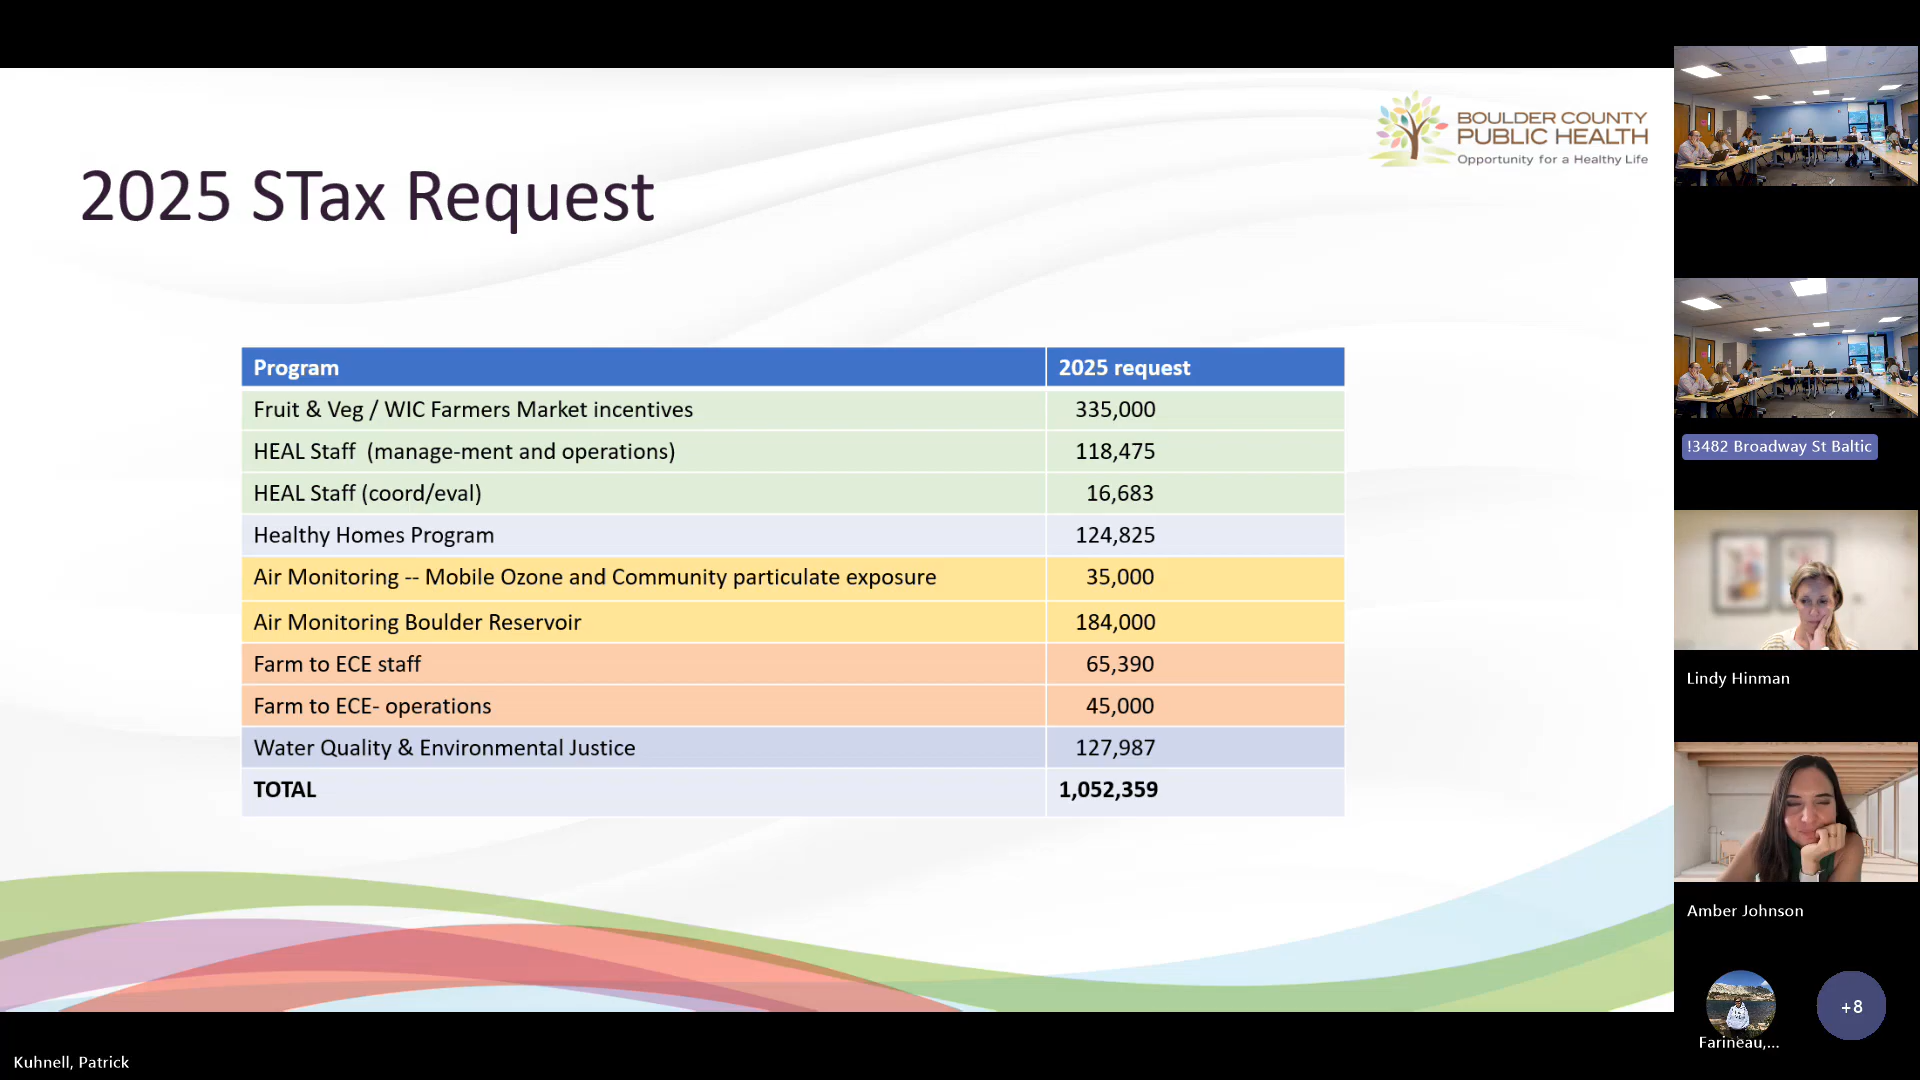 BOULDER COUNTY
PUBLIC HEALTH
Opportunity for a Healthy Life
2025 STax Request
Program 2025 request
Fruit & Veg / WIC Farmers Market incentives 335,000
HEAL Staff (manage-ment and operations) 118,475
HEAL Staff (coord/eval) 16,683
Healthy Homes Program 124,825
Air Monitoring -- Mobile Ozone and Community particulate exposure 35,000
Air Monitoring Boulder Reservoir 184,000
Farm to ECE staff 65,390
Farm to ECE- operations 45,000
Water Quality & Environmental Justice 127,987
TOTAL 1,052,359
!3482 Broadway St Baltic
Lindy Hinman
Amber Johnson
Farineau,...
+8
Kuhnell, Patrick